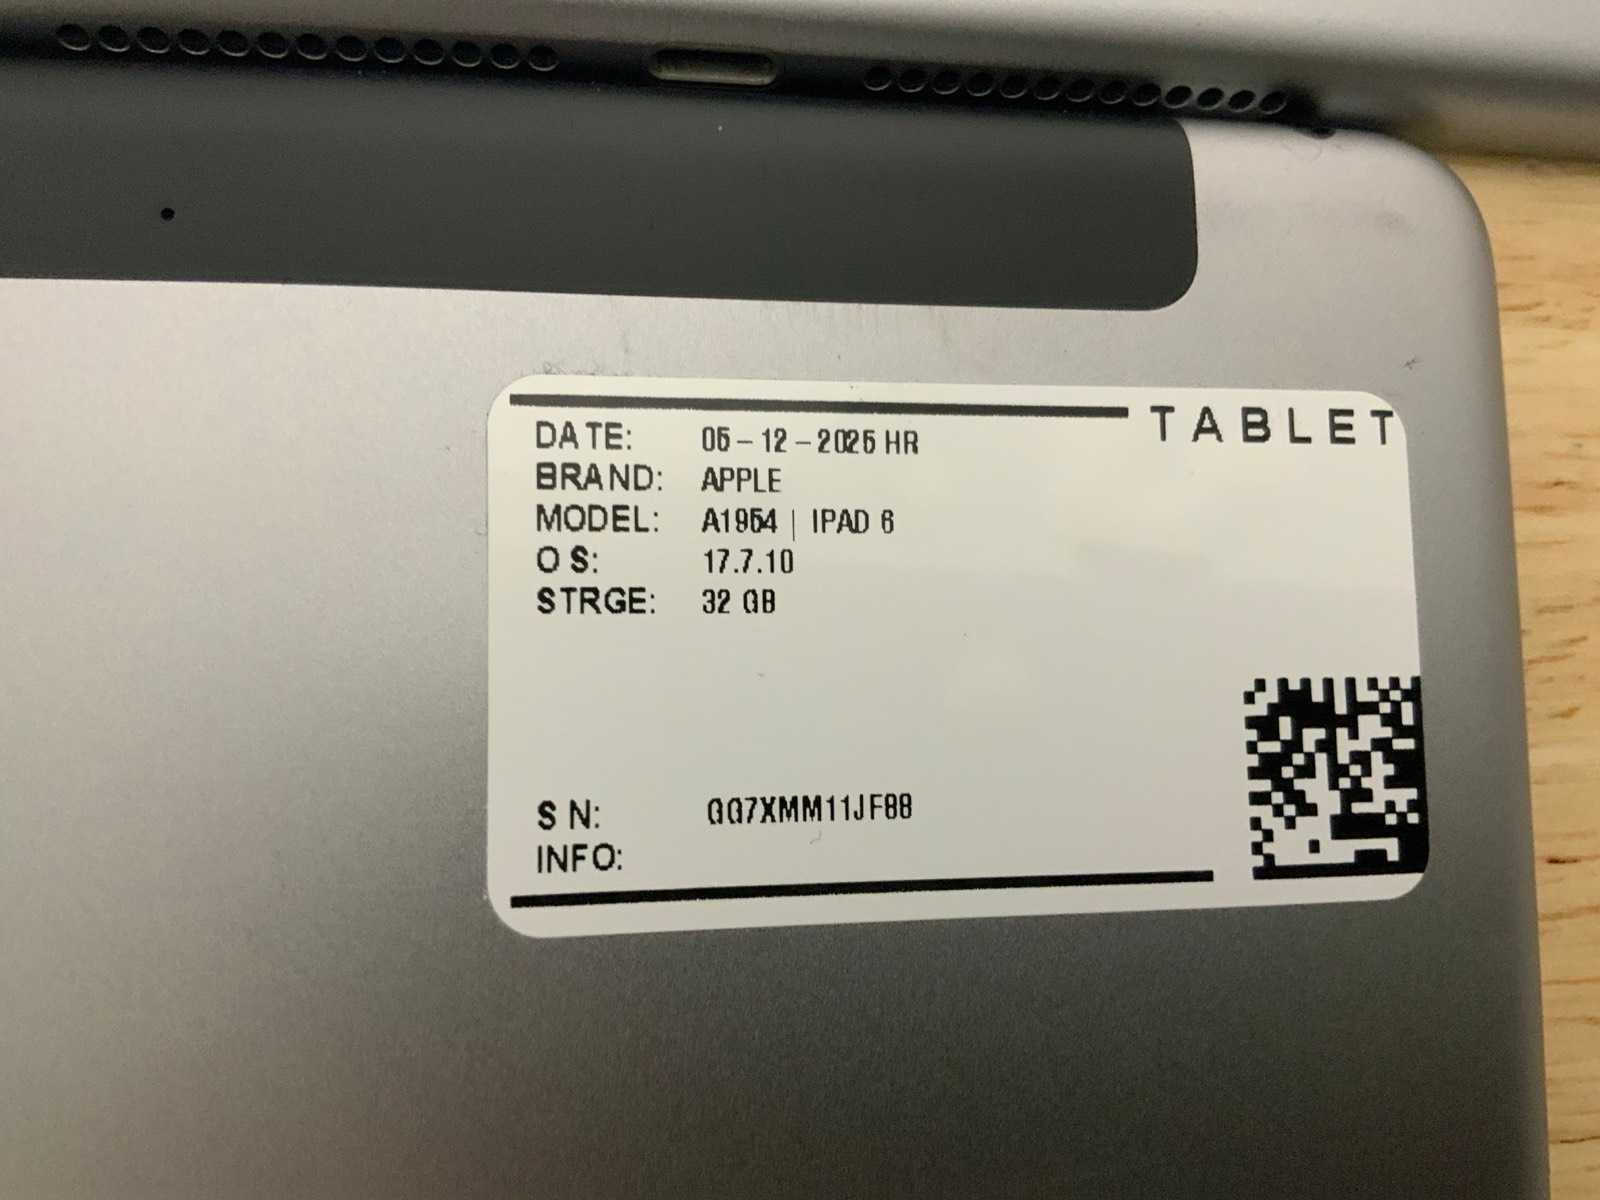 TABLET
DATE: 05-12-2025 HR
BRAND: APPLE
MODEL: A1954 | IPAD 6
OS: 17.7.10
STRGE: 32 GB
SN: GG7XMM11JF88
INFO: